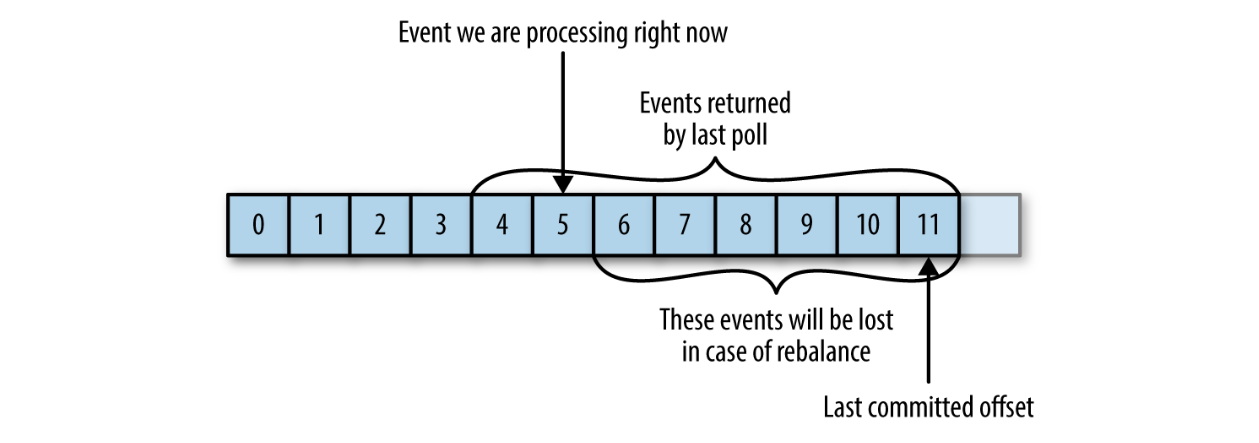 Event we are processing right now
Events returned
by last poll
0 1 2 3 4 5 6 7 8 9 10 11
These events will be lost
in case of rebalance
Last committed offset